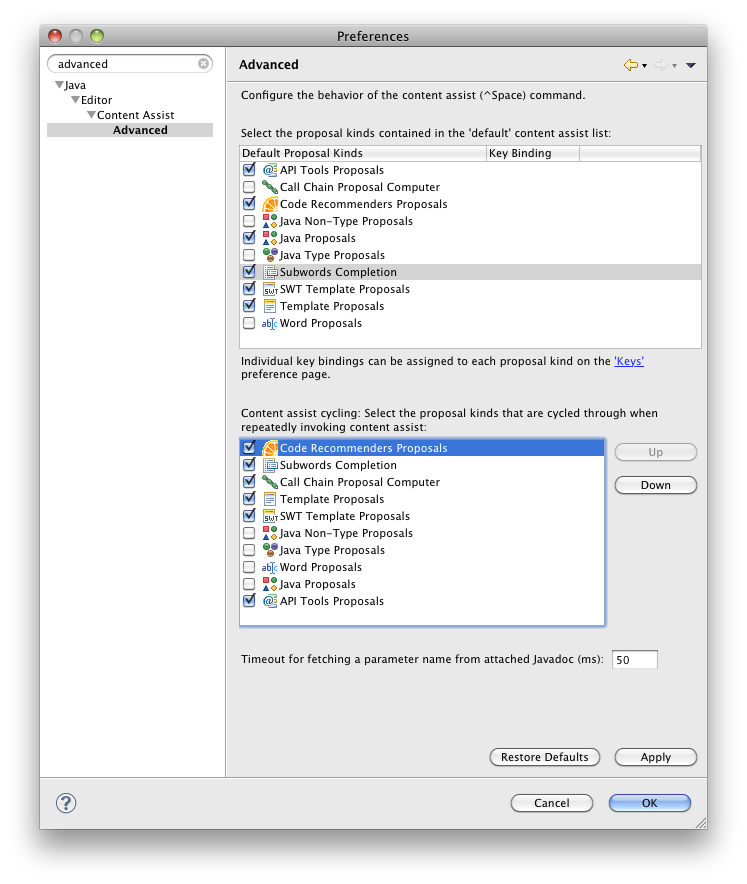 Preferences
advanced
Java
Editor
Content Assist
Advanced
Advanced
Configure the behavior of the content assist (^Space) command.
Select the proposal kinds contained in the 'default' content assist list:
Default Proposal Kinds Key Binding
API Tools Proposals
Call Chain Proposal Computer
Code Recommenders Proposals
Java Non-Type Proposals
Java Proposals
Java Type Proposals
Subwords Completion
SWT SWT Template Proposals
Template Proposals
abc Word Proposals
Individual key bindings can be assigned to each proposal kind on the 'Keys'
preference page.
Content assist cycling: Select the proposal kinds that are cycled through when
repeatedly invoking content assist:
Code Recommenders Proposals
Subwords Completion
Call Chain Proposal Computer
Template Proposals
SWT SWT Template Proposals
Java Non-Type Proposals
Java Type Proposals
abc Word Proposals
Java Proposals
API Tools Proposals
Up
Down
Timeout for fetching a parameter name from attached Javadoc (ms): 50
Restore Defaults Apply
? Cancel OK